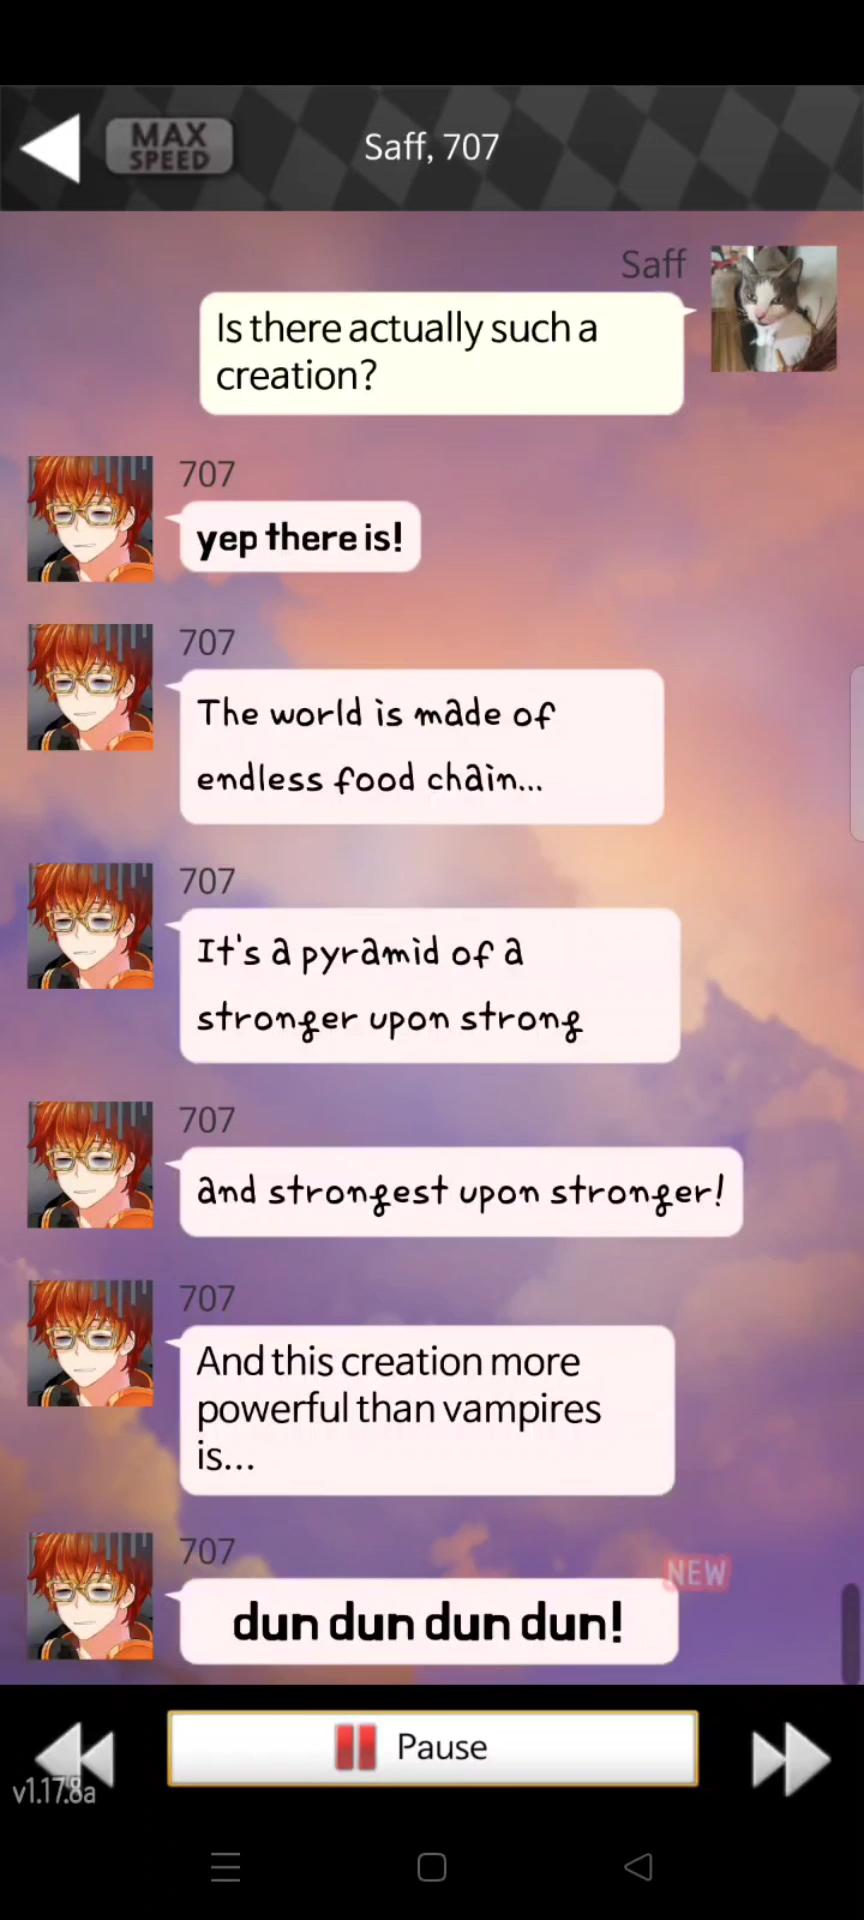 MAX
SPEED
Saff, 707
Saff
Is there actually such a
creation?
707
yep there is!
707
The world is made of
endless food chain...
707
It's a pyramid of a
stronger upon strong
707
and strongest upon stronger!
707
And this creation more
powerful than vampires
is...
707
NEW
dun dun dun dun!
Pause
v1.17.8a